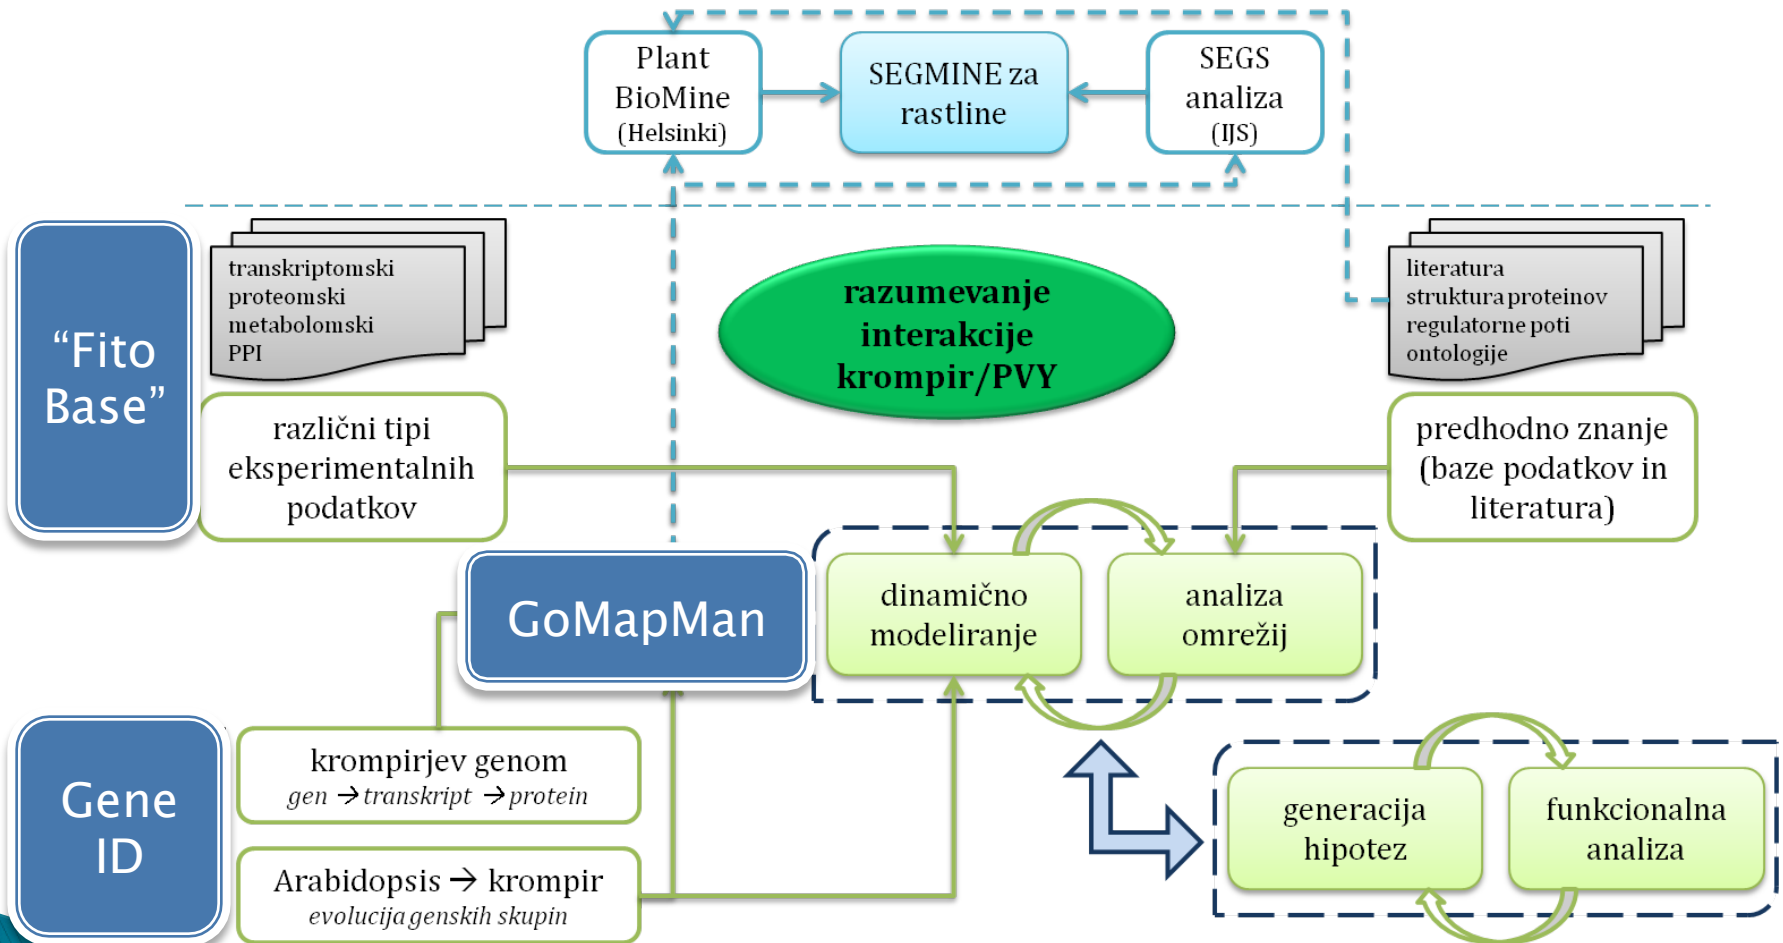 Plant
BioMine
(Helsinki)
SEGMINE za
rastline
SEGS
analiza
(IJS)
“Fito
Base”
transkriptomski
proteomski
metabolomski
PPI
različni tipi
eksperimentalnih
podatkov
razumevanje
interakcije
krompir/PVY
literatura
struktura proteinov
regulatorne poti
ontologije
predhodno znanje
(baze podatkov in
literatura)
GoMapMan
dinamično
modeliranje
analiza
omrežij
Gene
ID
krompirjev genom
gen → transkript → protein
Arabidopsis → krompir
evolucija genskih skupin
generacija
hipotez
funkcionalna
analiza